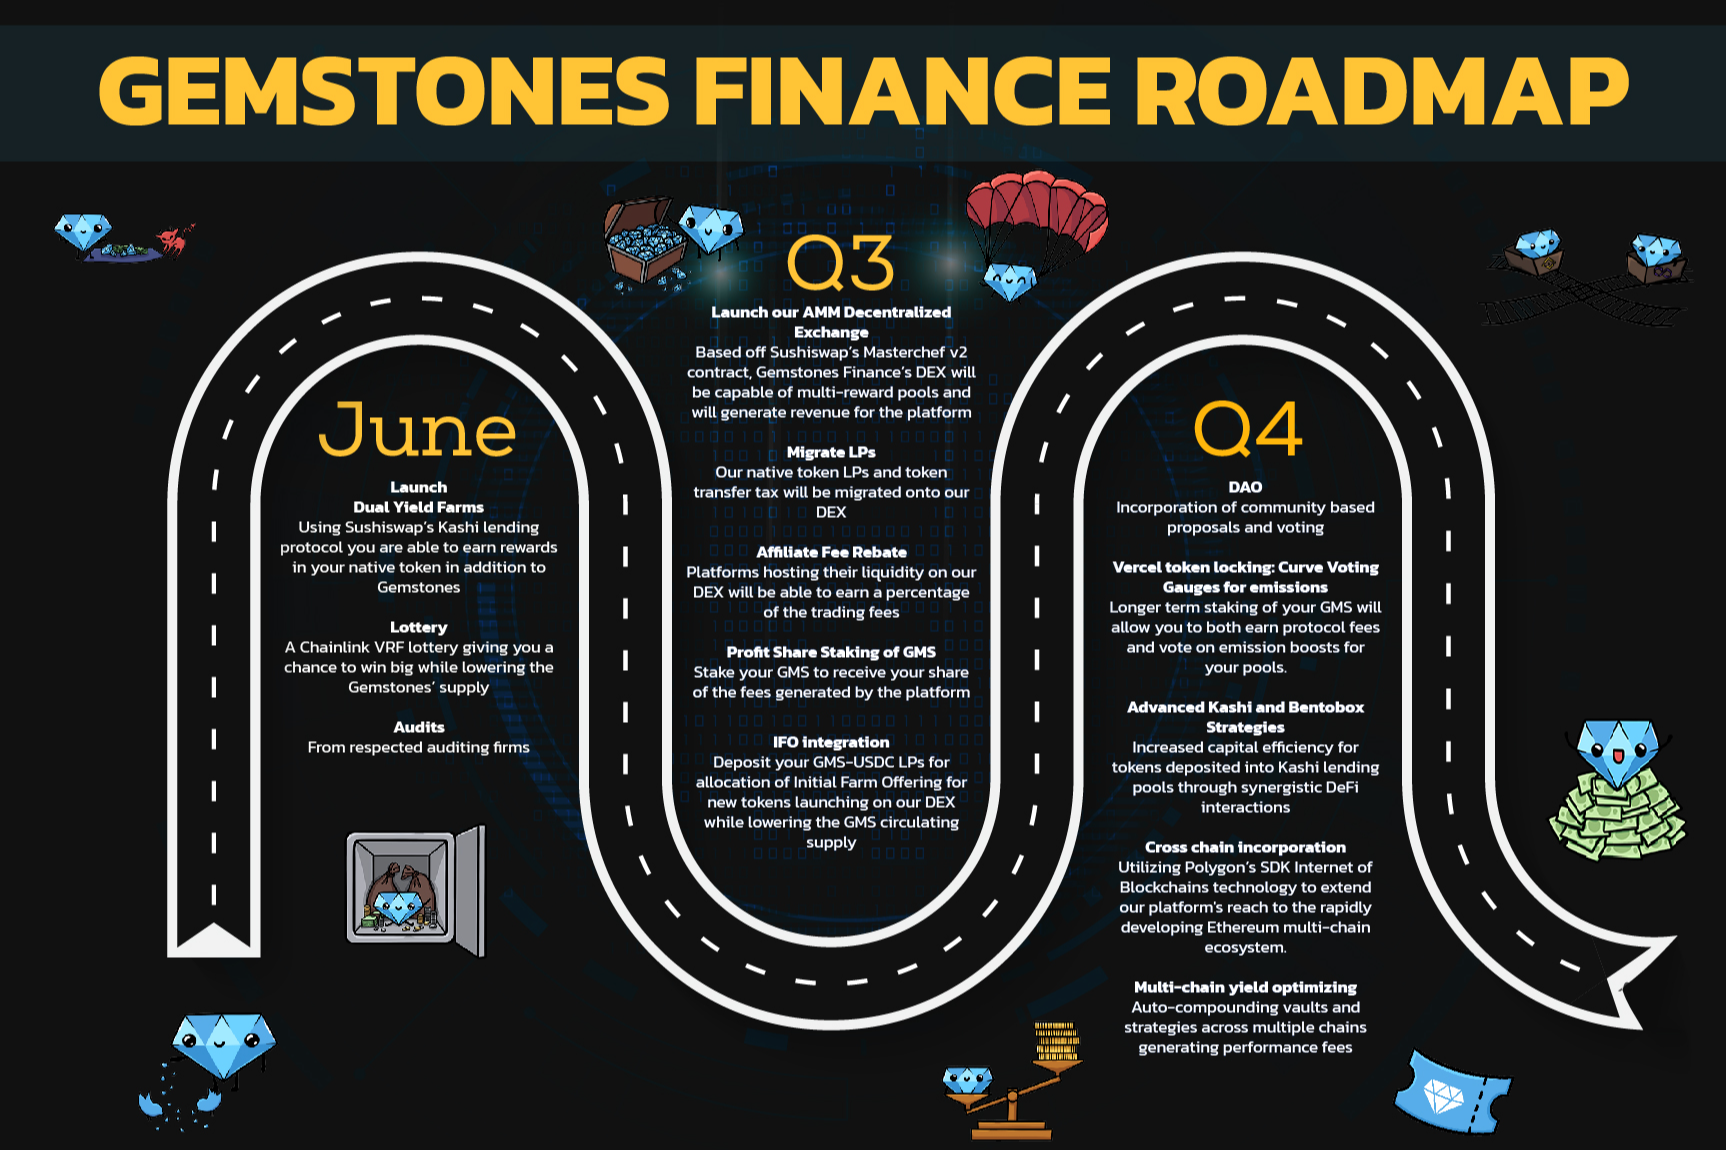 GEMSTONES FINANCE ROADMAP
June
Launch
Dual Yield Farms
Using Sushiswap's Kashi lending
protocol you are able to earn rewards
in your native token in addition to
Gemstones
Lottery
A Chainlink VRF lottery giving you a
chance to win big while lowering the
Gemstones' supply
Audits
From respected auditing firms
Q3
Launch our AMM Decentralized
Exchange
Based off Sushiswap's Masterchef v2
contract, Gemstones Finance's DEX will
be capable of multi-reward pools and
will generate revenue for the platform
Migrate LPs
Our native token LPs and token
transfer tax will be migrated onto our
DEX
Affiliate Fee Rebate
Platforms hosting their liquidity on our
DEX will be able to earn a percentage
of the trading fees
Profit Share Staking of GMS
Stake your GMS to receive your share
of the fees generated by the platform
IFO integration
Deposit your GMS-USDC LPs for
allocation of Initial Farm Offering for
new tokens launching on our DEX
while lowering the GMS circulating
supply
Q4
DAO
Incorporation of community based
proposals and voting
Vercel token locking: Curve Voting
Gauges for emissions
Longer term staking of your GMS will
allow you to both earn protocol fees
and vote on emission boosts for
your pools.
Advanced Kashi and Bentobox
Strategies
Increased capital efficiency for
tokens deposited into Kashi lending
pools through synergistic DeFi
interactions
Cross chain incorporation
Utilizing Polygon's SDK Internet of
Blockchains technology to extend
our platform's reach to the rapidly
developing Ethereum multi-chain
ecosystem.
Multi-chain yield optimizing
Auto-compounding vaults and
strategies across multiple chains
generating performance fees